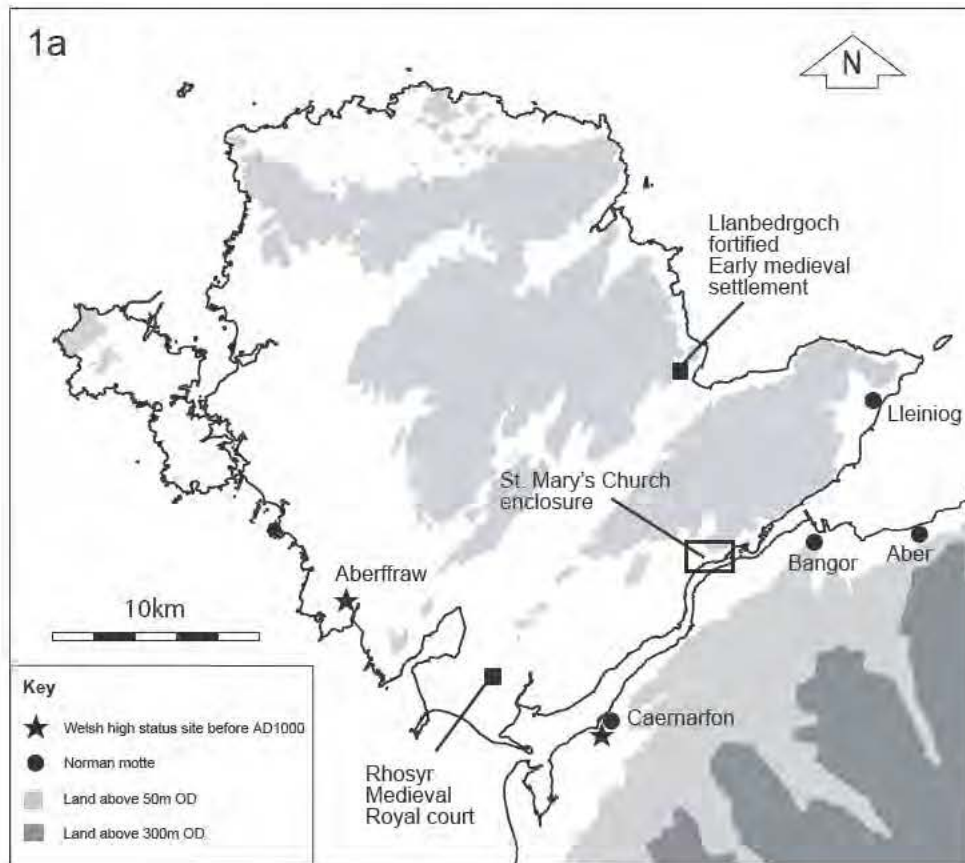 1a
N
Llanbedrgoch
fortified
Early medieval
settlement
Lleiniog
St. Mary's Church
enclosure
Bangor
Aber
Aberffraw
10km
Caernarfon
Rhosyr
Medieval
Royal court
Key
Welsh high status site before AD1000
Norman motte
Land above 50m OD
Land above 300m OD